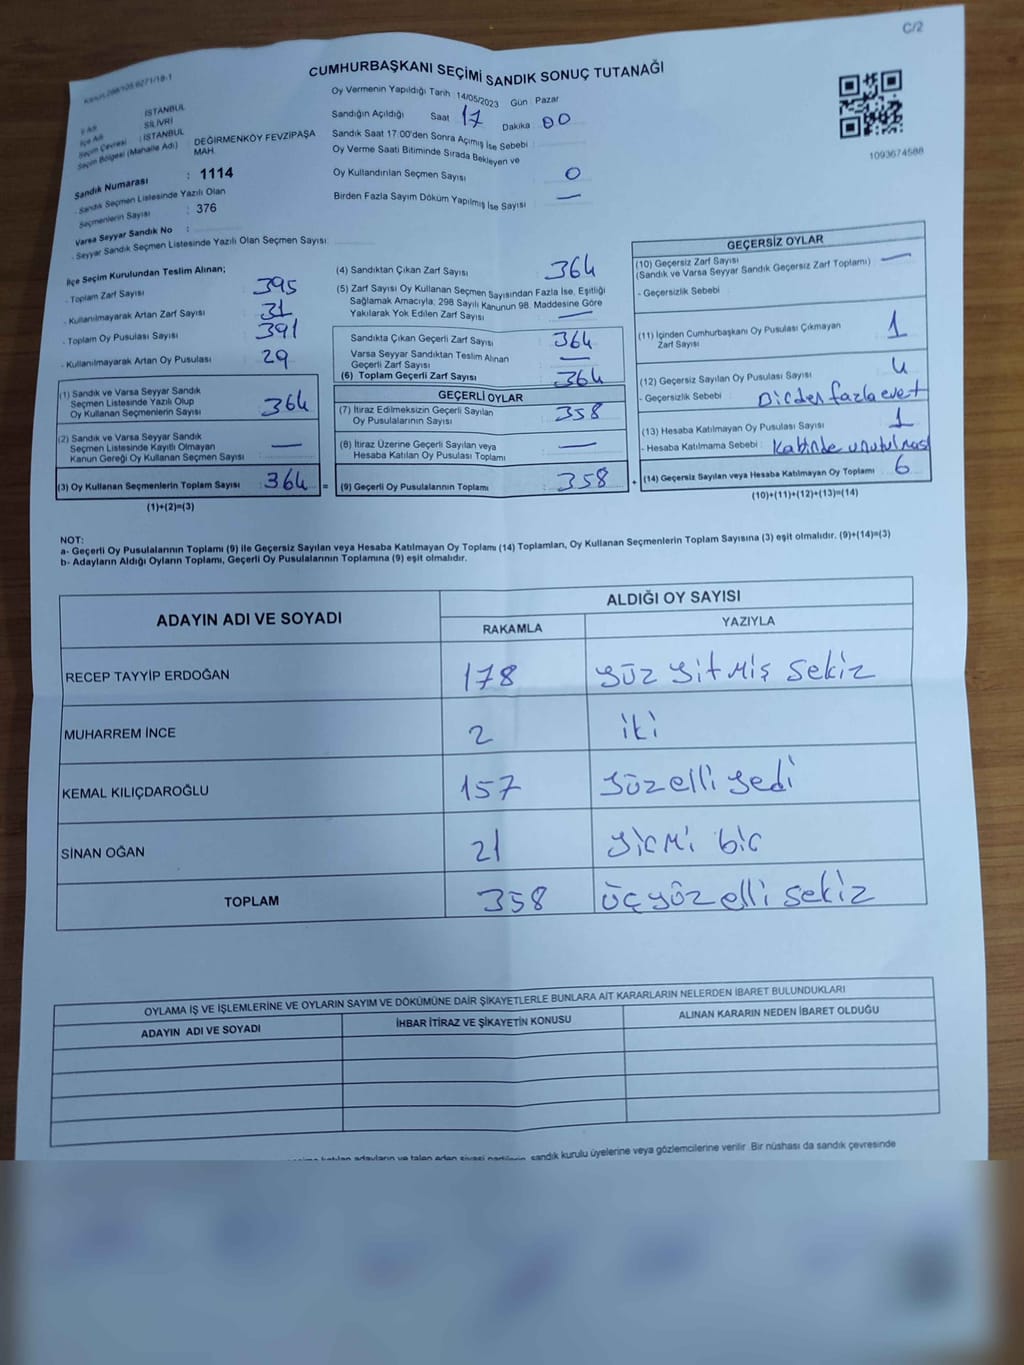 C/2
CUMHURBAŞKANI SEÇİMİ SANDIK SONUÇ TUTANAĞI
İl Adı
İSTANBUL
İlçe Adı
SİLİVRİ
Seçim Çevresi : İSTANBUL
Seçim Bölgesi (Mahalle Adı) : DEĞİRMENKÖY FEVZİPAŞA MAH.
Sandık Numarası : 1114
- Sandık Seçmen Listesinde Yazılı Olan
Seçmenlerin Sayısı : 376
Varsa Seyyar Sandık No :
- Seyyar Sandık Seçmen Listesinde Yazılı Olan Seçmen Sayısı:
Oy Vermenin Yapıldığı Tarih 14/05/2023 Gün Pazar
Sandığın Açıldığı Saat 17 Dakika 00
Sandık Saat 17:00'den Sonra Açımış İse Sebebi
Oy Verme Saati Bitiminde Sırada Bekleyen ve
Oy Kullandırılan Seçmen Sayısı 0
Birden Fazla Sayım Döküm Yapılmış İse Sayısı —
1093674588
İlçe Seçim Kurulundan Teslim Alınan;
- Toplam Zarf Sayısı 395
- Kullanılmayarak Artan Zarf Sayısı 31
- Toplam Oy Pusulası Sayısı 391
- Kullanılmayarak Artan Oy Pusulası 29
(1) Sandık ve Varsa Seyyar Sandık
Seçmen Listesinde Yazılı Olup
Oy Kullanan Seçmenlerin Sayısı 364
(2) Sandık ve Varsa Seyyar Sandık
Seçmen Listesinde Kayıtlı Olmayan
Kanun Gereği Oy Kullanan Seçmen Sayısı —
(3) Oy Kullanan Seçmenlerin Toplam Sayısı 364 =
(1)+(2)=(3)
(4) Sandıktan Çıkan Zarf Sayısı 364
(5) Zarf Sayısı Oy Kullanan Seçmen Sayısından Fazla İse, Eşitliği
Sağlamak Amacıyla; 298 Sayılı Kanunun 98. Maddesine Göre
Yakılarak Yok Edilen Zarf Sayısı —
Sandıkta Çıkan Geçerli Zarf Sayısı 364
Varsa Seyyar Sandıktan Teslim Alınan
Geçerli Zarf Sayısı —
(6) Toplam Geçerli Zarf Sayısı 364
GEÇERLİ OYLAR
(7) İtiraz Edilmeksizin Geçerli Sayılan
Oy Pusulalarının Sayısı 358
(8) İtiraz Üzerine Geçerli Sayılan veya
Hesaba Katılan Oy Pusulası Toplamı —
(9) Geçerli Oy Pusulalarının Toplamı 358 +
GEÇERSİZ OYLAR
(10) Geçersiz Zarf Sayısı
(Sandık ve Varsa Seyyar Sandık Geçersiz Zarf Toplamı) —
- Geçersizlik Sebebi
(11) İçinden Cumhurbaşkanı Oy Pusulası Çıkmayan
Zarf Sayısı 1
(12) Geçersiz Sayılan Oy Pusulası Sayısı 4
- Geçersizlik Sebebi Birden fazla evet
(13) Hesaba Katılmayan Oy Pusulası Sayısı 1
- Hesaba Katılmama Sebebi : Kabinde unutulması
(14) Geçersiz Sayılan veya Hesaba Katılmayan Oy Toplamı 6
(10)+(11)+(12)+(13)=(14)
NOT:
a- Geçerli Oy Pusulalarının Toplamı (9) ile Geçersiz Sayılan veya Hesaba Katılmayan Oy Toplamı (14) Toplamları, Oy Kullanan Seçmenlerin Toplam Sayısına (3) eşit olmalıdır. (9)+(14)=(3)
b- Adayların Aldığı Oyların Toplamı, Geçerli Oy Pusulalarının Toplamına (9) eşit olmalıdır.
ADAYIN ADI VE SOYADI
ALDIĞI OY SAYISI
RAKAMLA YAZIYLA
RECEP TAYYİP ERDOĞAN 178 yüz yitmiş sekiz
MUHARREM İNCE 2 iki
KEMAL KILIÇDAROĞLU 157 yüzelli yedi
SİNAN OĞAN 21 yirmi bir
TOPLAM 358 üçyüz elli sekiz
OYLAMA İŞ VE İŞLEMLERİNE VE OYLARIN SAYIM VE DÖKÜMÜNE DAİR ŞİKAYETLERLE BUNLARA AİT KARARLARIN NELERDEN İBARET BULUNDUKLARI
ADAYIN ADI VE SOYADI İHBAR İTİRAZ VE ŞİKAYETİN KONUSU ALINAN KARARIN NEDEN İBARET OLDUĞU
katılan adayların ve talep eden siyasi partilerin, sandık kurulu üyelerine veya gözlemcilerine verilir. Bir nüshası da sandık çevresinde